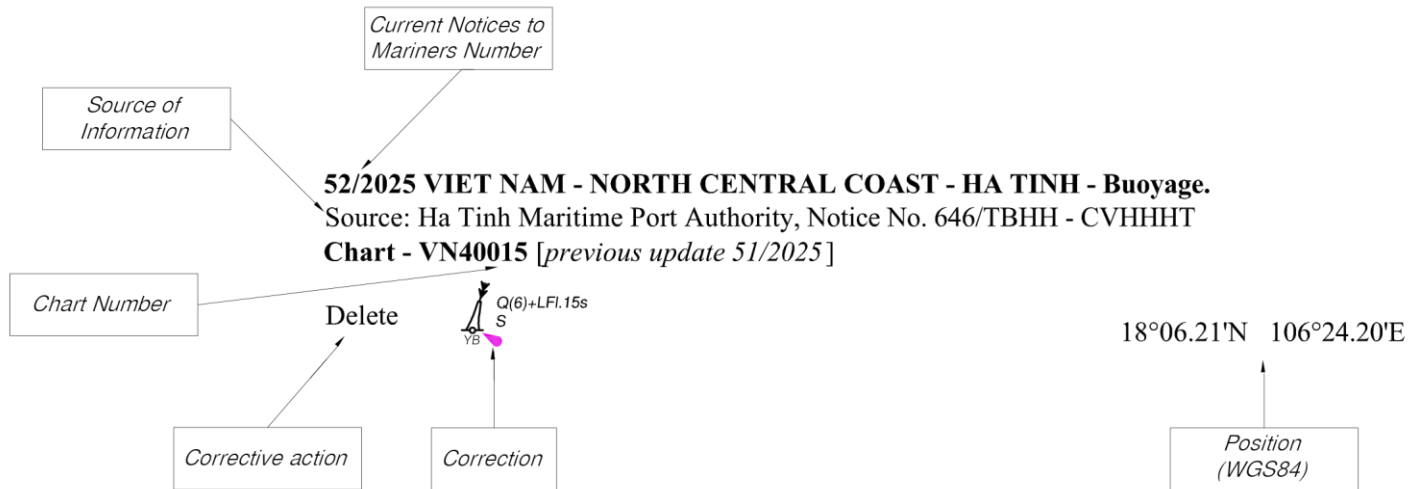 Current Notices to
Mariners Number
Source of
Information
52/2025 VIET NAM - NORTH CENTRAL COAST - HA TINH - Buoyage.
Source: Ha Tinh Maritime Port Authority, Notice No. 646/TBHH - CVHHHT
Chart - VN40015 [previous update 51/2025]
Chart Number
Delete
Q(6)+LFl.15s
S
YB
18°06.21'N 106°24.20'E
Corrective action
Correction
Position
(WGS84)